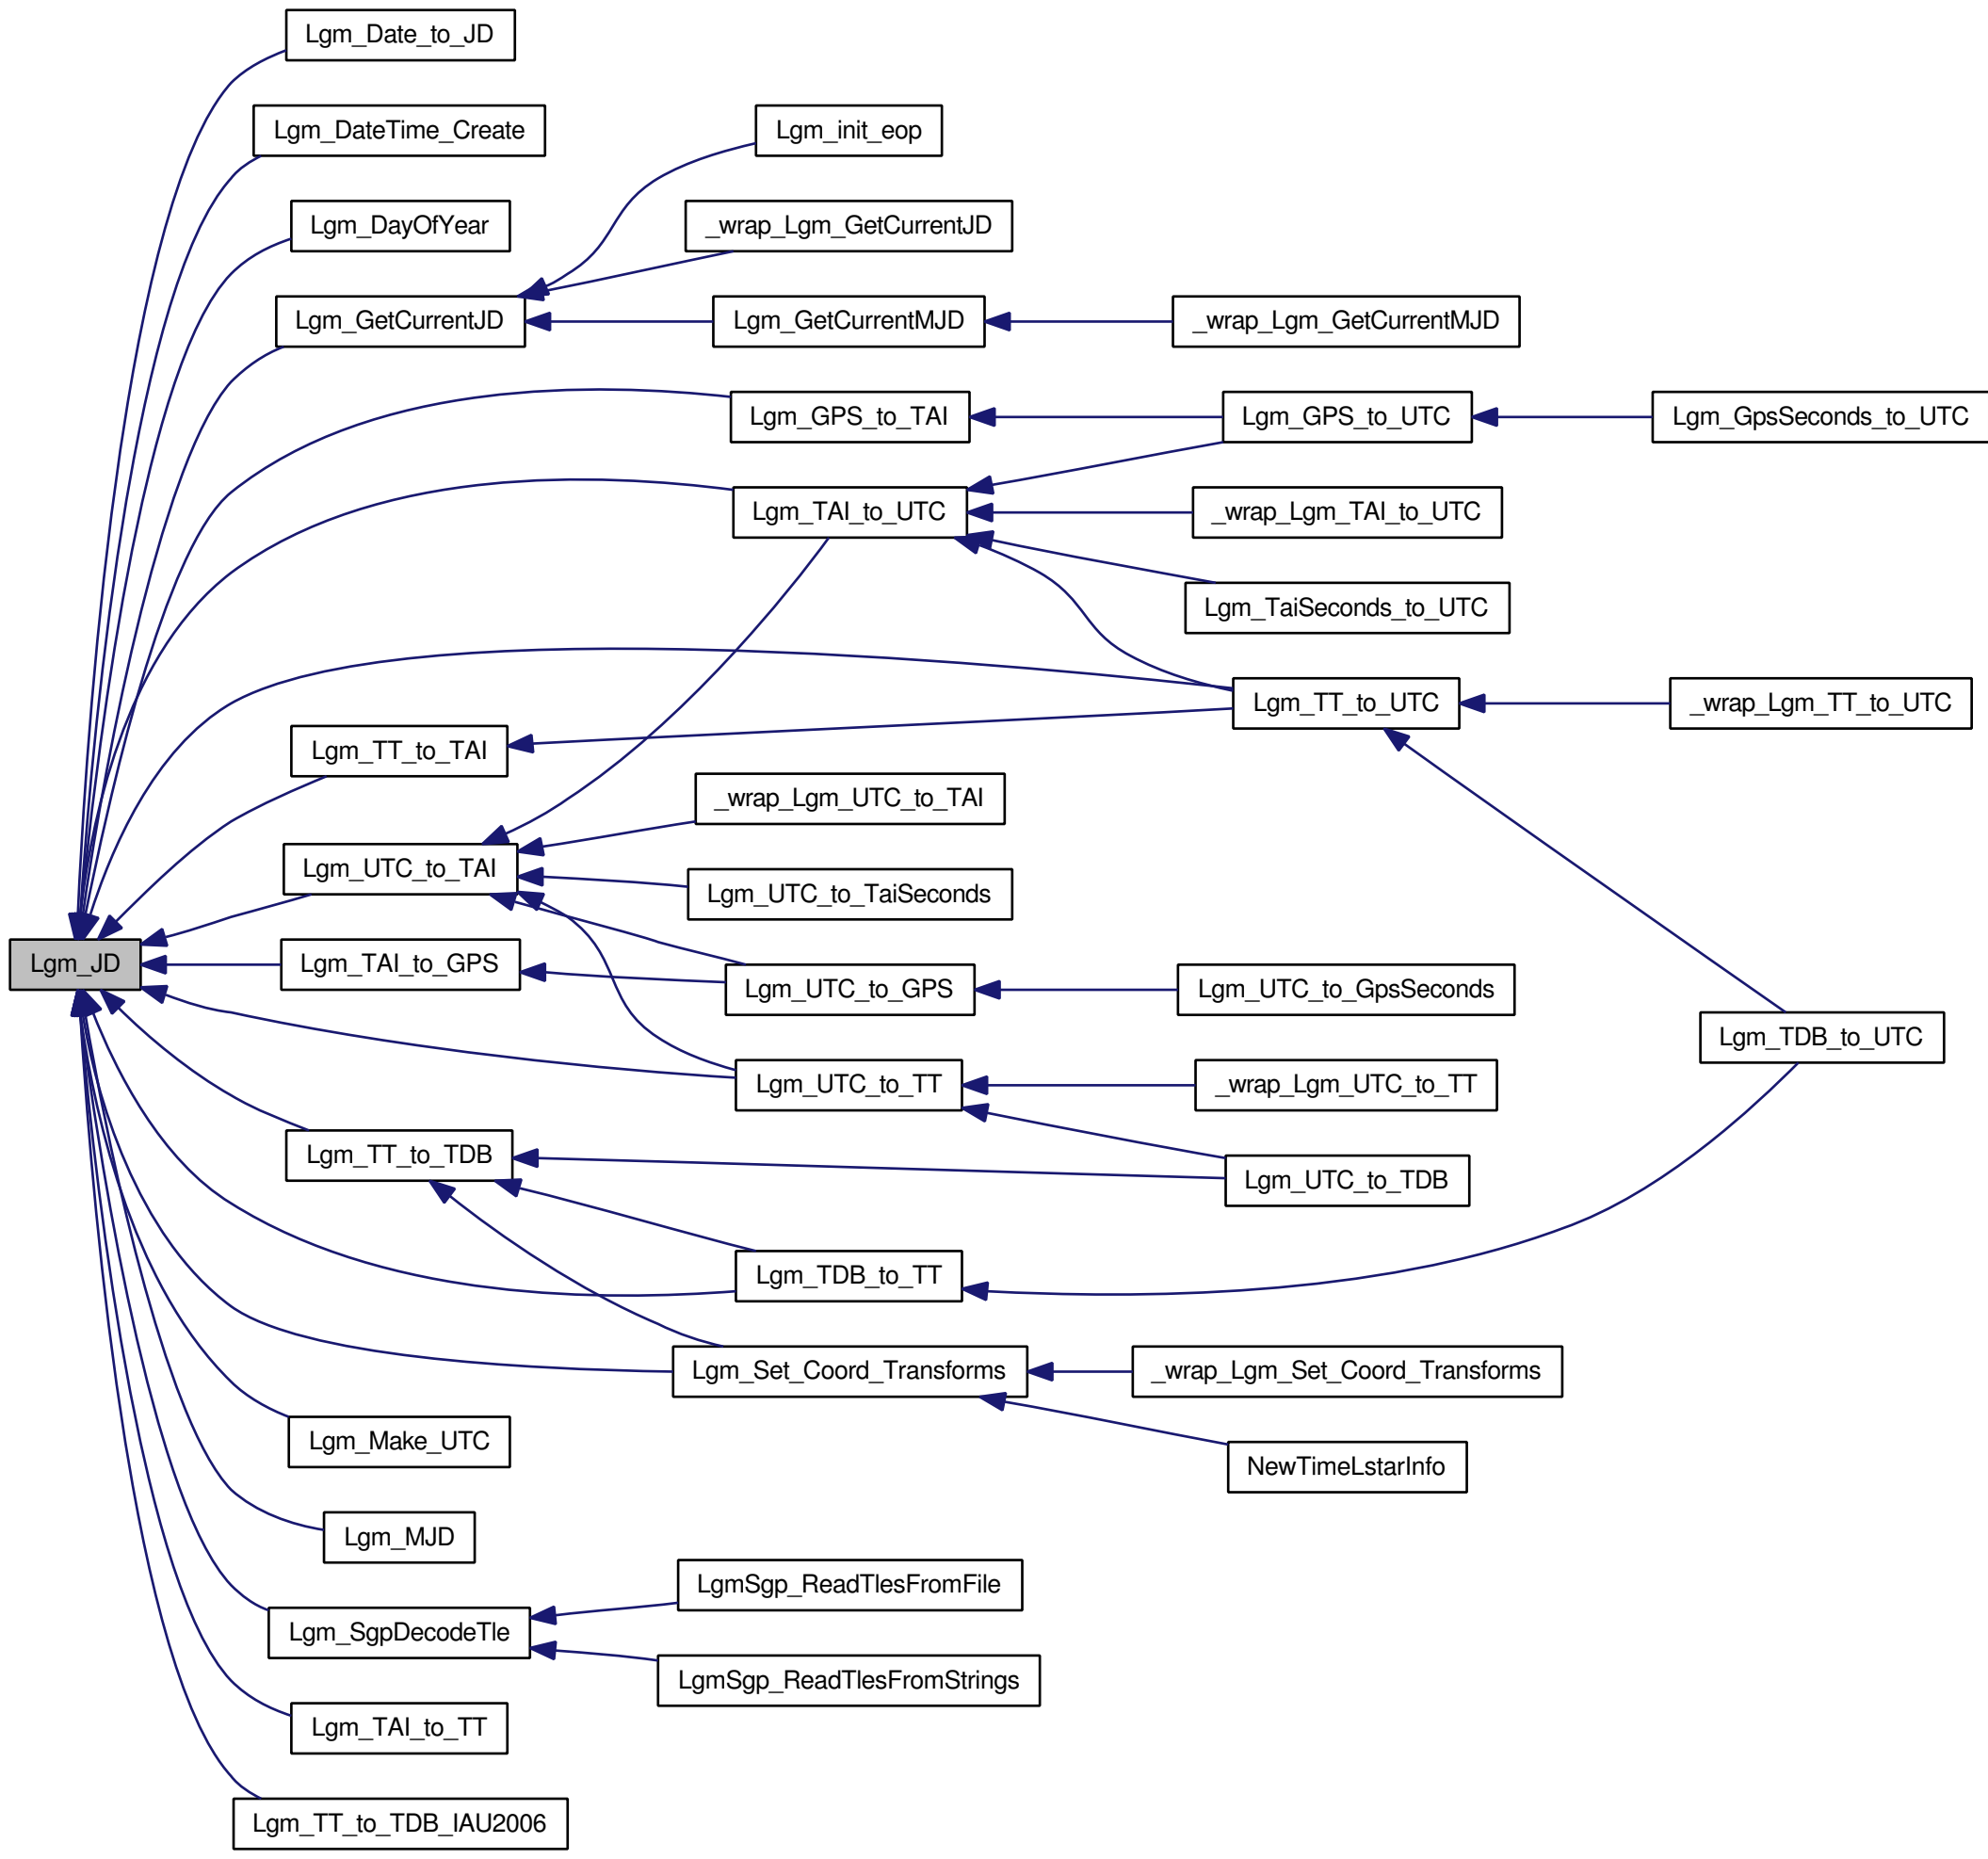 Lgm_Date_to_JD
Lgm_DateTime_Create
Lgm_init_eop
Lgm_DayOfYear
_wrap_Lgm_GetCurrentJD
Lgm_GetCurrentJD
Lgm_GetCurrentMJD
_wrap_Lgm_GetCurrentMJD
Lgm_GPS_to_TAI
Lgm_GPS_to_UTC
Lgm_GpsSeconds_to_UTC
Lgm_TAI_to_UTC
_wrap_Lgm_TAI_to_UTC
Lgm_TaiSeconds_to_UTC
Lgm_TT_to_UTC
_wrap_Lgm_TT_to_UTC
Lgm_TT_to_TAI
_wrap_Lgm_UTC_to_TAI
Lgm_UTC_to_TAI
Lgm_UTC_to_TaiSeconds
Lgm_JD
Lgm_TAI_to_GPS
Lgm_UTC_to_GPS
Lgm_UTC_to_GpsSeconds
Lgm_TDB_to_UTC
Lgm_UTC_to_TT
_wrap_Lgm_UTC_to_TT
Lgm_TT_to_TDB
Lgm_UTC_to_TDB
Lgm_TDB_to_TT
Lgm_Set_Coord_Transforms
_wrap_Lgm_Set_Coord_Transforms
Lgm_Make_UTC
NewTimeLstarInfo
Lgm_MJD
LgmSgp_ReadTlesFromFile
Lgm_SgpDecodeTle
LgmSgp_ReadTlesFromStrings
Lgm_TAI_to_TT
Lgm_TT_to_TDB_IAU2006